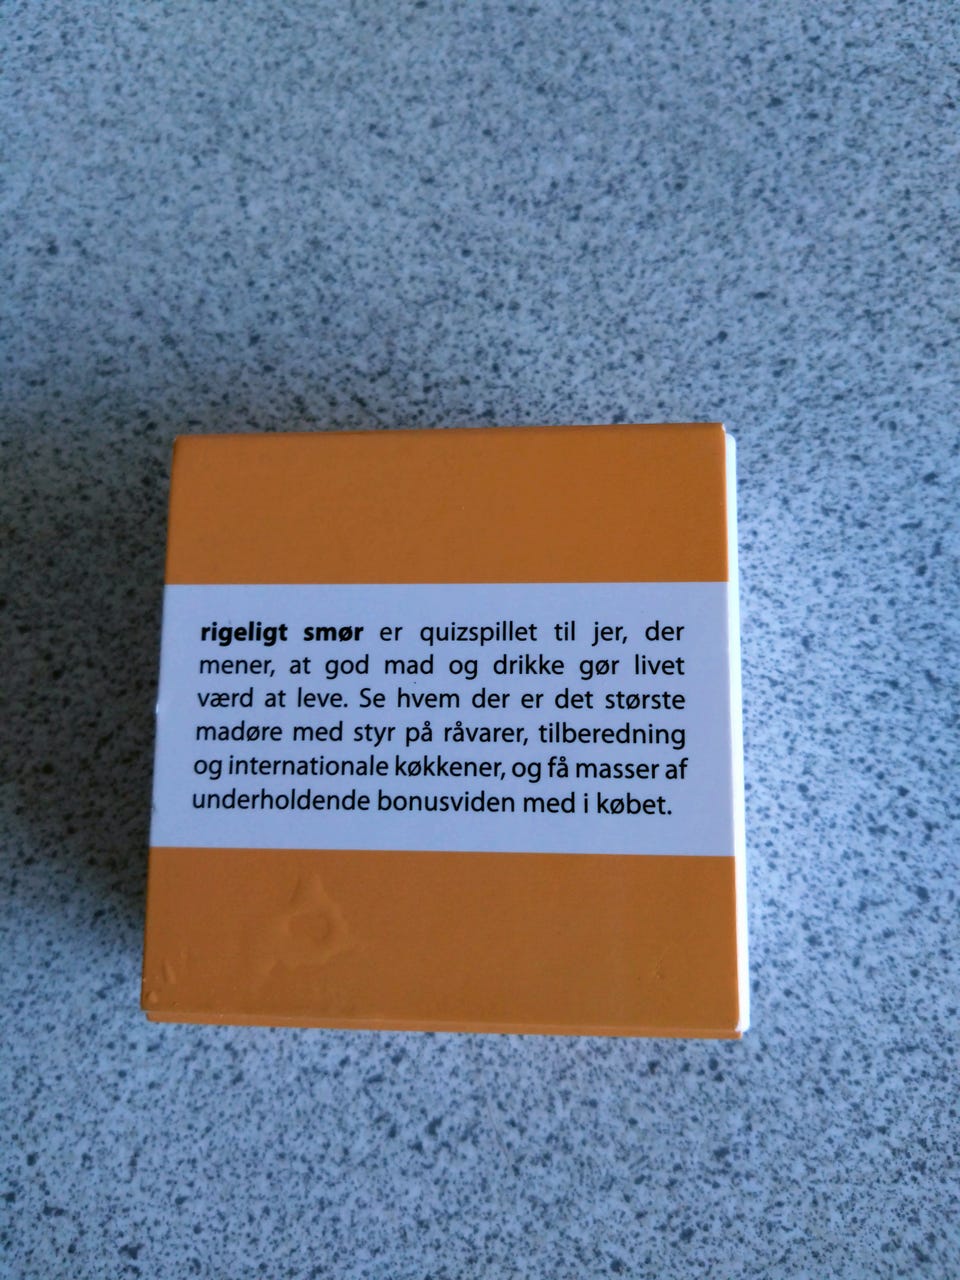 rigeligt smør er quizspillet til jer, der
mener, at god mad og drikke gør livet
værd at leve. Se hvem der er det største
madøre med styr på råvarer, tilberedning
og internationale køkkener, og få masser af
underholdende bonusviden med i købet.